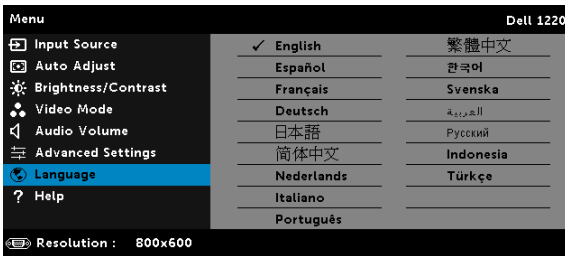 Menu Dell 1220
Input Source
Auto Adjust
Brightness/Contrast
Video Mode
Audio Volume
Advanced Settings
Language
? Help
✓ English
Español
Français
Deutsch
日本語
简体中文
Nederlands
Italiano
Português
繁體中文
한국어
Svenska
العربية
Русский
Indonesia
Türkçe
Resolution : 800x600